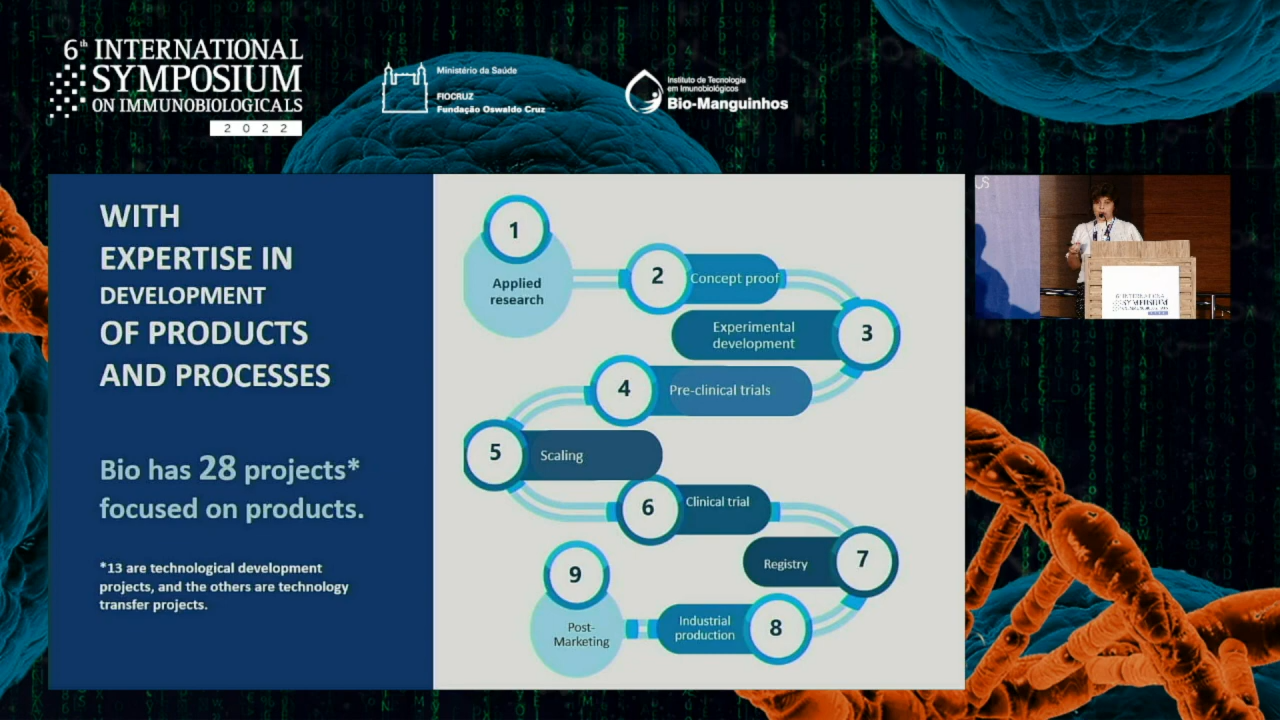 6th INTERNATIONAL
SYMPOSIUM
ON IMMUNOBIOLOGICALS
2022
Ministério da Saúde
FIOCRUZ
Fundação Oswaldo Cruz
Instituto de Tecnologia
em Imunobiológicos
Bio-Manguinhos
WITH
EXPERTISE IN
DEVELOPMENT
OF PRODUCTS
AND PROCESSES
Bio has 28 projects*
focused on products.
*13 are technological development
projects, and the others are technology
transfer projects.
1
Applied
research
2
Concept proof
3
Experimental
development
4
Pre-clinical trials
5
Scaling
6
Clinical trial
7
Registry
8
Industrial
production
9
Post-
Marketing
6th INTERNATIONAL
SYMPOSIUM